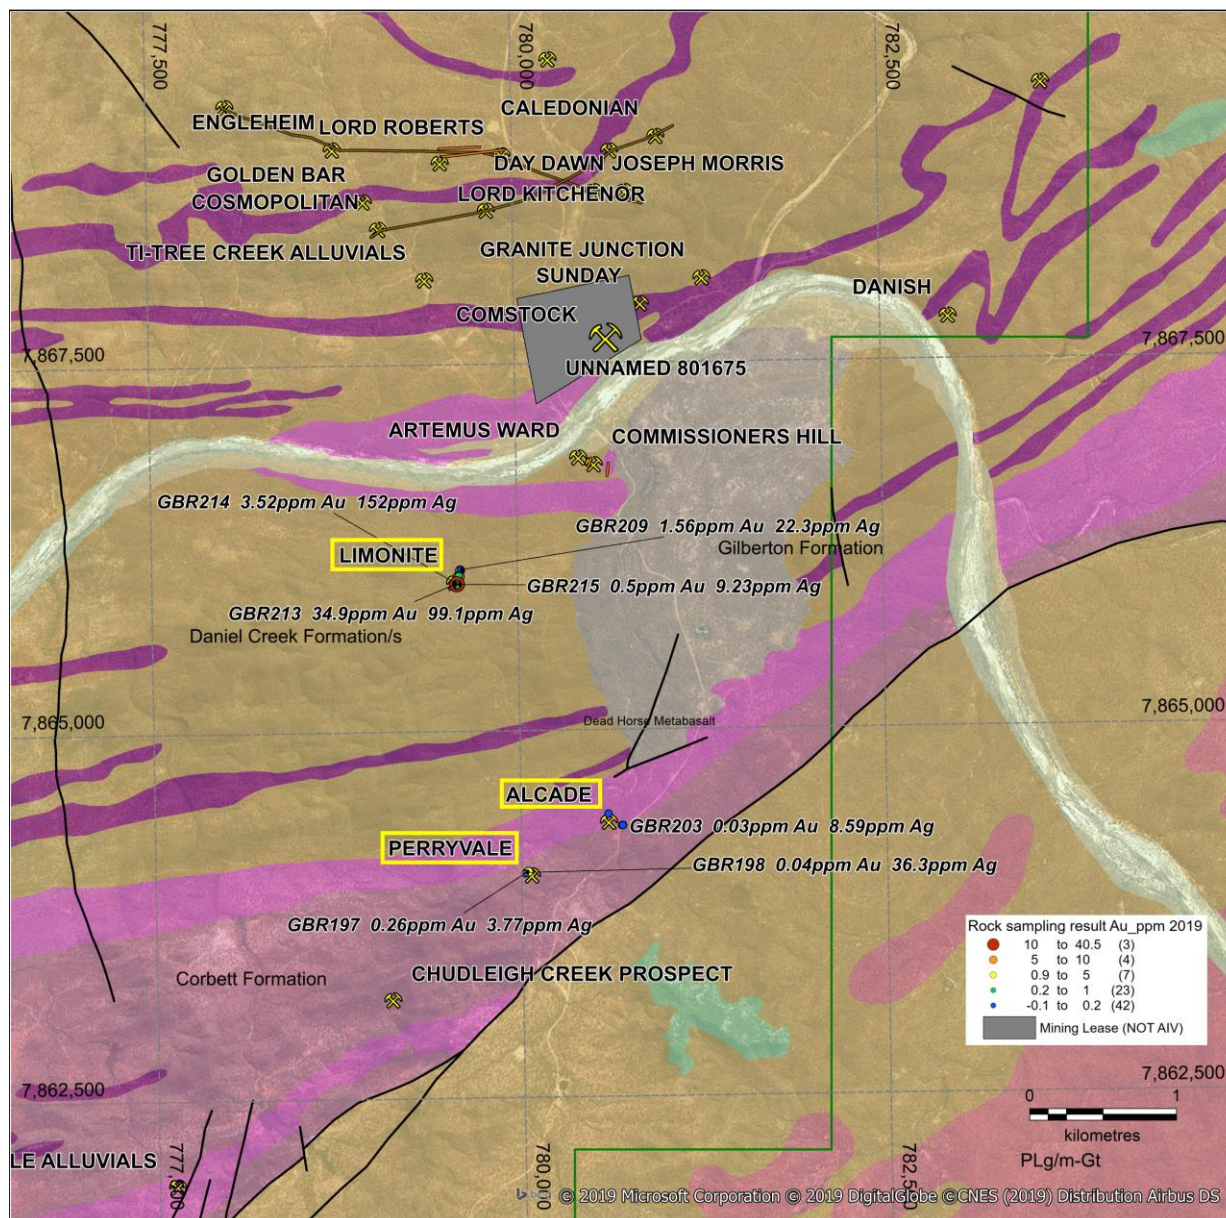 777,500
780,000
782,500
CALEDONIAN
ENGLEHEIM
LORD ROBERTS
DAY DAWN JOSEPH MORRIS
GOLDEN BAR
COSMOPOLITAN
LORD KITCHENOR
TI-TREE CREEK ALLUVIALS
GRANITE JUNCTION
SUNDAY
DANISH
COMSTOCK
7,867,500
7,867,500
UNNAMED 801675
ARTEMUS WARD
COMMISSIONERS HILL
GBR214 3.52ppm Au 152ppm Ag
GBR209 1.56ppm Au 22.3ppm Ag
LIMONITE
Gilberton Formation
GBR215 0.5ppm Au 9.23ppm Ag
GBR213 34.9ppm Au 99.1ppm Ag
Daniel Creek Formation/s
7,865,000
7,865,000
Dead Horse Metabasalt
ALCADE
GBR203 0.03ppm Au 8.59ppm Ag
PERRYVALE
GBR198 0.04ppm Au 36.3ppm Ag
GBR197 0.26ppm Au 3.77ppm Ag
Corbett Formation
CHUDLEIGH CREEK PROSPECT
Rock sampling result Au_ppm 2019
10 to 40.5 (3)
5 to 10 (4)
0.9 to 5 (7)
0.2 to 1 (23)
-0.1 to 0.2 (42)
Mining Lease (NOT AIV)
7,862,500
7,862,500
0 1
kilometres
PLg/m-Gt
LE ALLUVIALS
780,000
782,500
© 2019 Microsoft Corporation © 2019 DigitalGlobe ©CNES (2019) Distribution Airbus DS